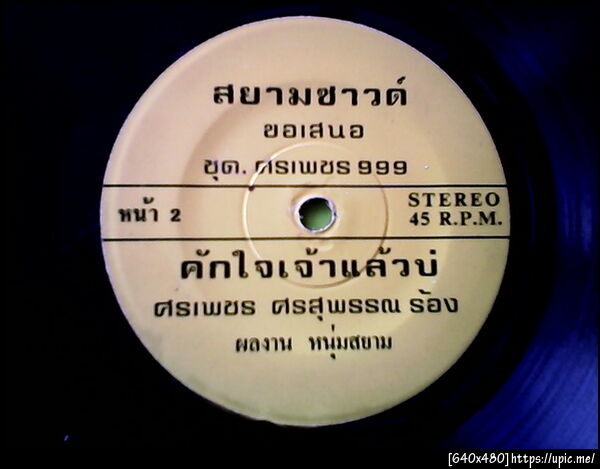 สยามซาวด์
ขอเสนอ
ชุด. ศรเพชร 999
หน้า 2
STEREO
45 R.P.M.
คักใจเจ้าแล้วบ่
ศรเพชร ศรสุพรรณ ร้อง
ผลงาน หนุ่มสยาม
[640x480]https://upic.me/